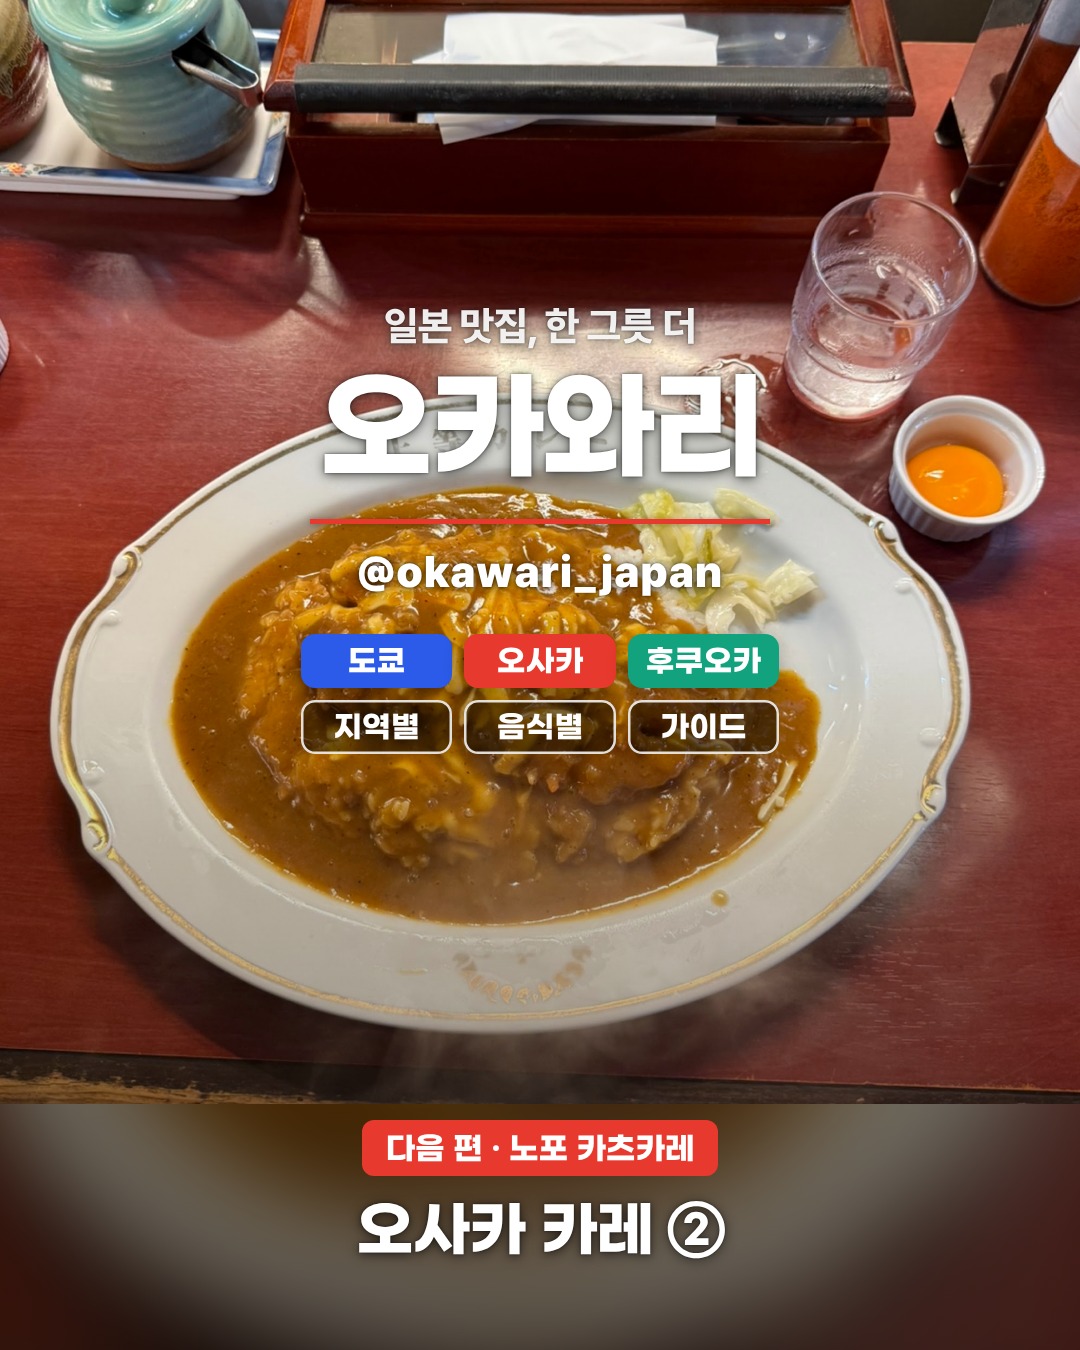 일본 맛집, 한 그릇 더
오카와리
@okawari_japan
도쿄 오사카 후쿠오카
지역별 음식별 가이드
다음 편 · 노포 카츠카레
오사카 카레 ②